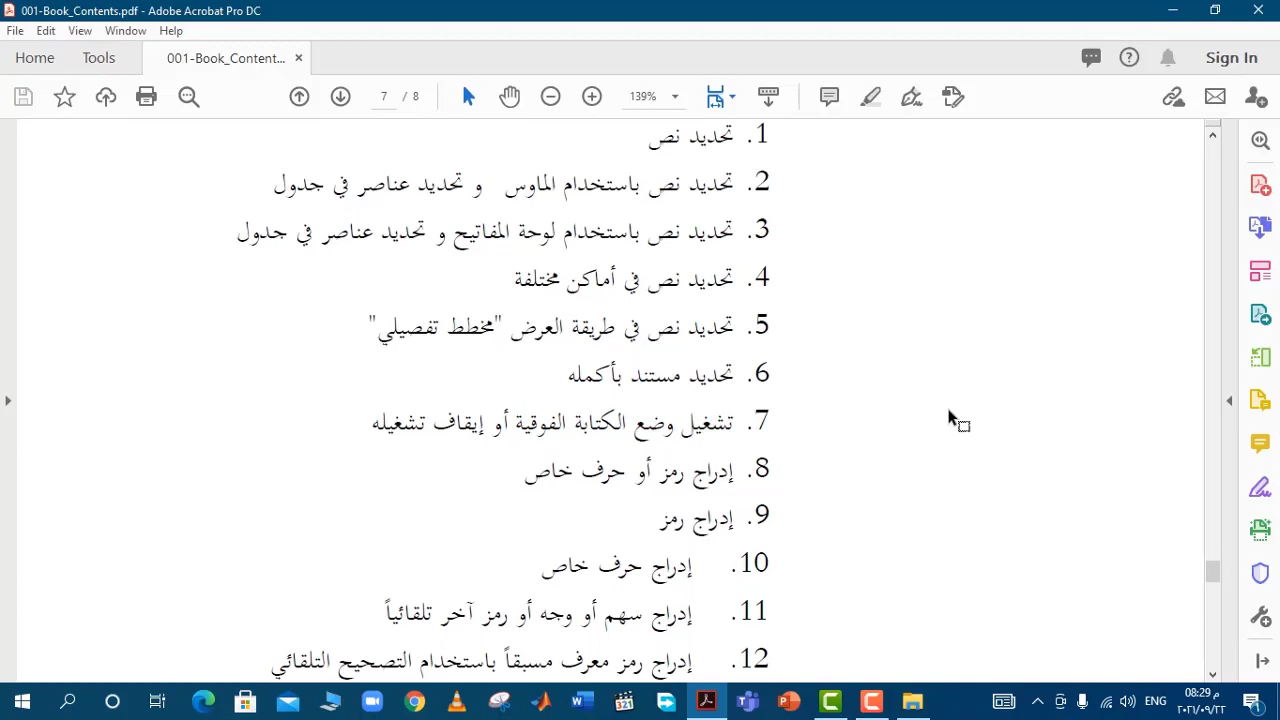 001-Book_Contents.pdf - Adobe Acrobat Pro DC
File Edit View Window Help
Home Tools 001-Book_Content... × Sign In
7 / 8 139%
1. تحديد نص
2. تحديد نص باستخدام الماوس و تحديد عناصر في جدول
3. تحديد نص باستخدام لوحة المفاتيح و تحديد عناصر في جدول
4. تحديد نص في أماكن مختلفة
5. تحديد نص في طريقة العرض "مخطط تفصيلي"
6. تحديد مستند بأكمله
7. تشغيل وضع الكتابة الفوقية أو إيقاف تشغيله
8. إدراج رمز أو حرف خاص
9. إدراج رمز
10. إدراج حرف خاص
11. إدراج سهم أو وجه أو رمز آخر تلقائياً
12. إدراج رمز معرف مسبقاً باستخدام التصحيح التلقائي
321 ENG 08:29 م
٢٠٢١/٠٩/٢٢ 1